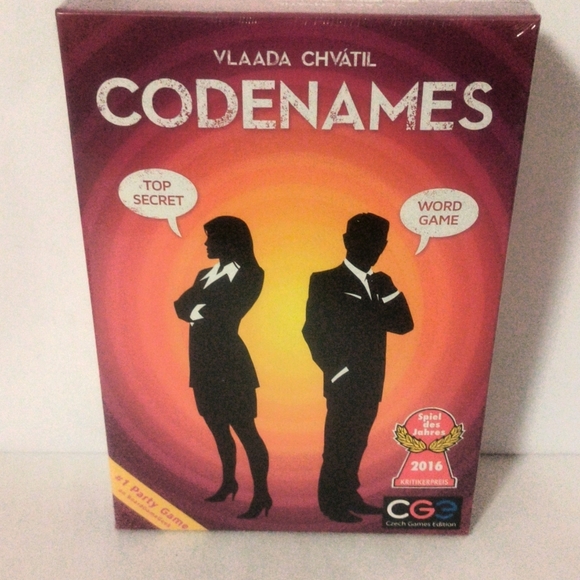 VLAADA CHVÁTIL
CODENAMES
TOP
SECRET
WORD
GAME
Spiel
des
Jahres
2016
KRITIKERPREIS
#1 Party Game
CGE
Czech Games Edition